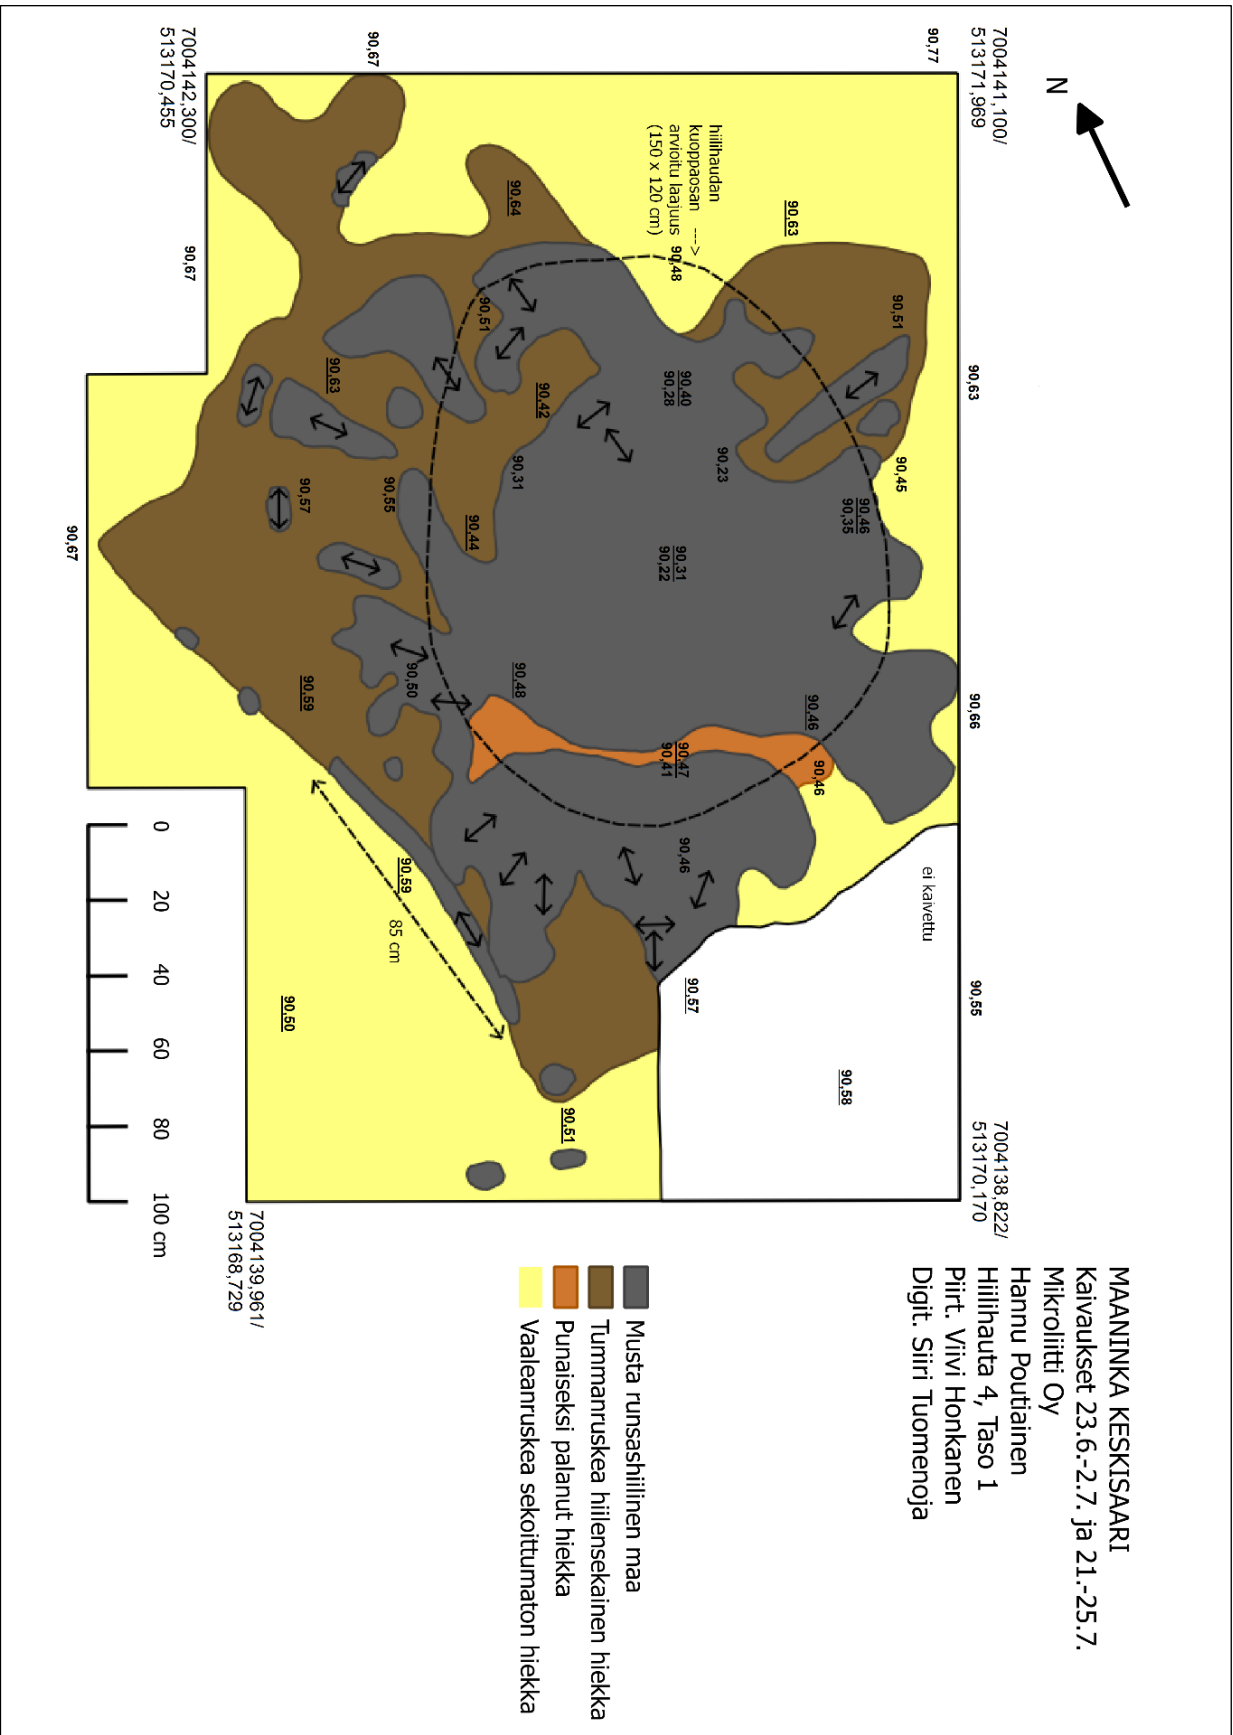 MAANINKA KESKISAARI
Kaivaukset 23.6.-2.7. ja 21.-25.7.
Mikroliitti Oy
Hannu Poutiainen
Hiilihauta 4, Taso 1
Piirt. Viivi Honkanen
Digit. Siiri Tuomenoja
Musta runsashiilinen maa
Tummanruskea hiilensekainen hiekka
Punaiseksi palanut hiekka
Vaaleanruskea sekoittumaton hiekka
N
7004141,100/
513171,969
7004138,822/
513170,170
90,77
90,63
90,66
90,55
ei kaivettu
90,58
90,57
90,63
90,51
90,45
90,46
90,35
90,46
90,46
hiilihaudan
kuoppaosan --->
arvioitu laajuus
(150 x 120 cm)
90,48
90,40
90,28
90,23
90,31
90,22
90,47
90,41
90,46
90,64
90,51
90,42
90,31
90,44
90,48
90,51
90,67
90,63
90,55
90,57
90,50
90,59
90,59
85 cm
90,50
90,67
90,67
7004142,300/
513170,455
7004139,961/
513168,729
0
20
40
60
80
100 cm